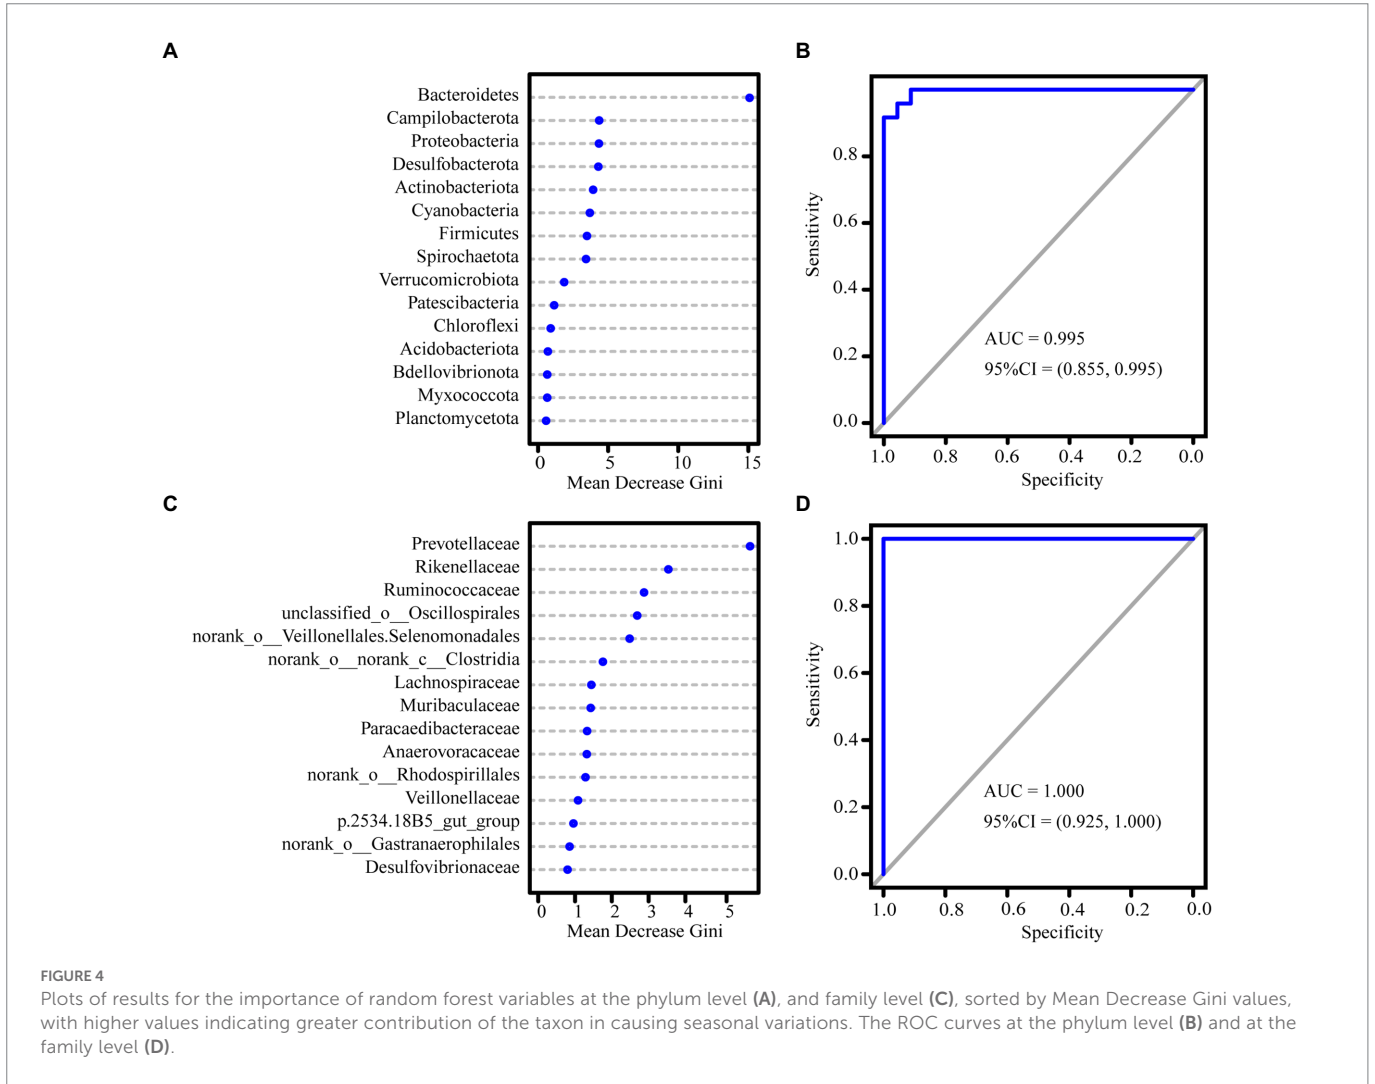 A
Bacteroidetes
Campilobacterota
Proteobacteria
Desulfobacterota
Actinobacteriota
Cyanobacteria
Firmicutes
Spirochaetota
Verrucomicrobiota
Patescibacteria
Chloroflexi
Acidobacteriota
Bdellovibrionota
Myxococcota
Planctomycetota
0 5 10 15
Mean Decrease Gini
B
Sensitivity
0.8
0.6
0.4
0.2
0.0
AUC = 0.995
95%CI = (0.855, 0.995)
1.0 0.8 0.6 0.4 0.2 0.0
Specificity
C
Prevotellaceae
Rikenellaceae
Ruminococcaceae
unclassified_o__Oscillospirales
norank_o__Veillonellales.Selenomonadales
norank_o__norank_c__Clostridia
Lachnospiraceae
Muribaculaceae
Paracaedibacteraceae
Anaerovoracaceae
norank_o__Rhodospirillales
Veillonellaceae
p.2534.18B5_gut_group
norank_o__Gastranaerophilales
Desulfovibrionaceae
0 1 2 3 4 5
Mean Decrease Gini
D
Sensitivity
1.0
0.8
0.6
0.4
0.2
0.0
AUC = 1.000
95%CI = (0.925, 1.000)
1.0 0.8 0.6 0.4 0.2 0.0
Specificity
FIGURE 4
Plots of results for the importance of random forest variables at the phylum level (A), and family level (C), sorted by Mean Decrease Gini values,
with higher values indicating greater contribution of the taxon in causing seasonal variations. The ROC curves at the phylum level (B) and at the
family level (D).